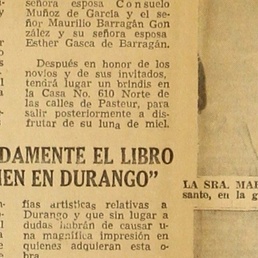 señora esposa Consuelo
Muñoz de García y el se-
ñor Maurillo Barragán Gon
zález y su señora esposa
Esther Gasca de Barragán.
Después en honor de los
novios y de sus invitados,
tendrá lugar un brindis en
la Casa No. 610 Norte de
las calles de Pasteur, para
salir posteriormente a dis-
frutar de su luna de miel.
DAMENTE EL LIBRO
EN EN DURANGO"
fías artísticas relativas a
Durango y que sin lugar a
dudas habrán de causar u-
na magnífica impresión en
quienes adquieran esta o-
bra.
LA SRA. MAR
santo, en la g